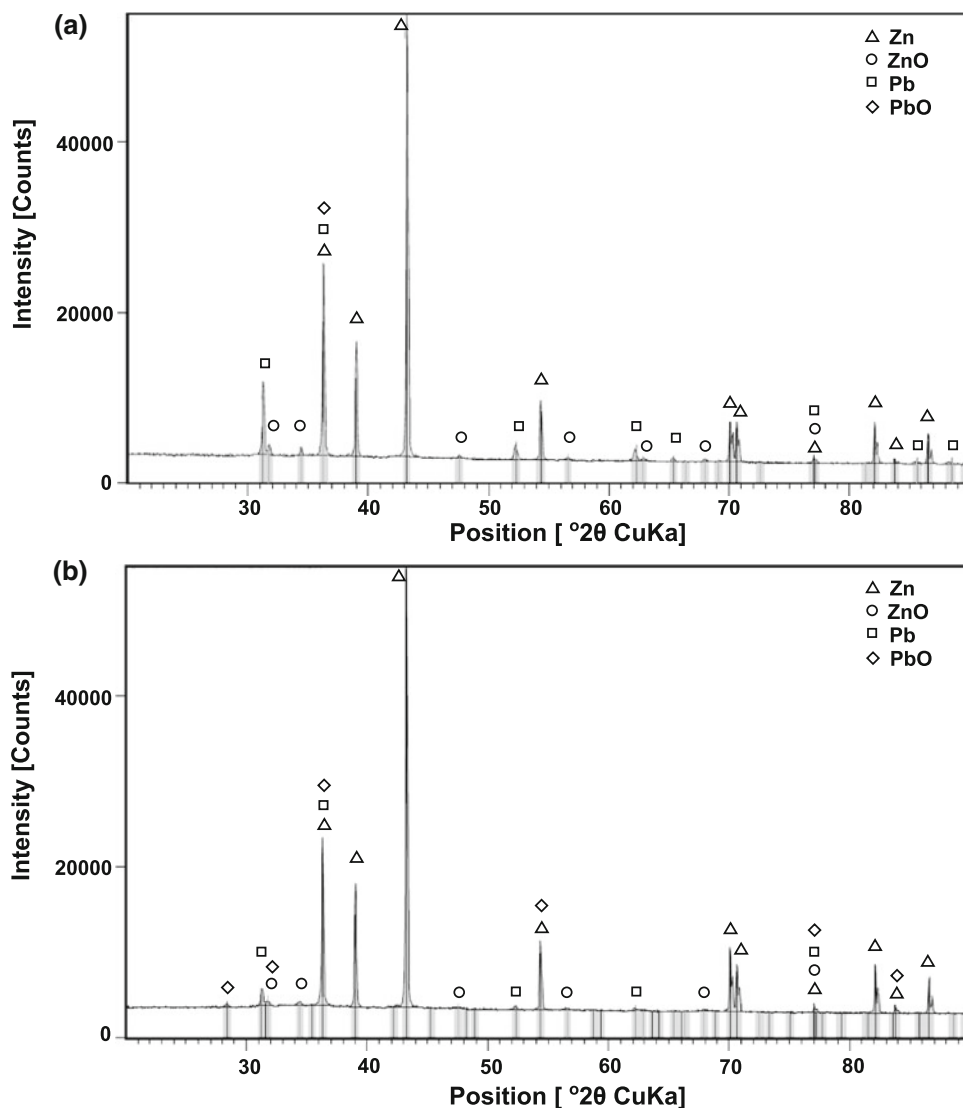 (a)
△ Zn
○ ZnO
□ Pb
◇ PbO
Intensity [Counts]
40000
20000
0
30 40 50 60 70 80
Position [ °2θ CuKa]
(b)
△ Zn
○ ZnO
□ Pb
◇ PbO
Intensity [Counts]
40000
20000
0
30 40 50 60 70 80
Position [ °2θ CuKa]